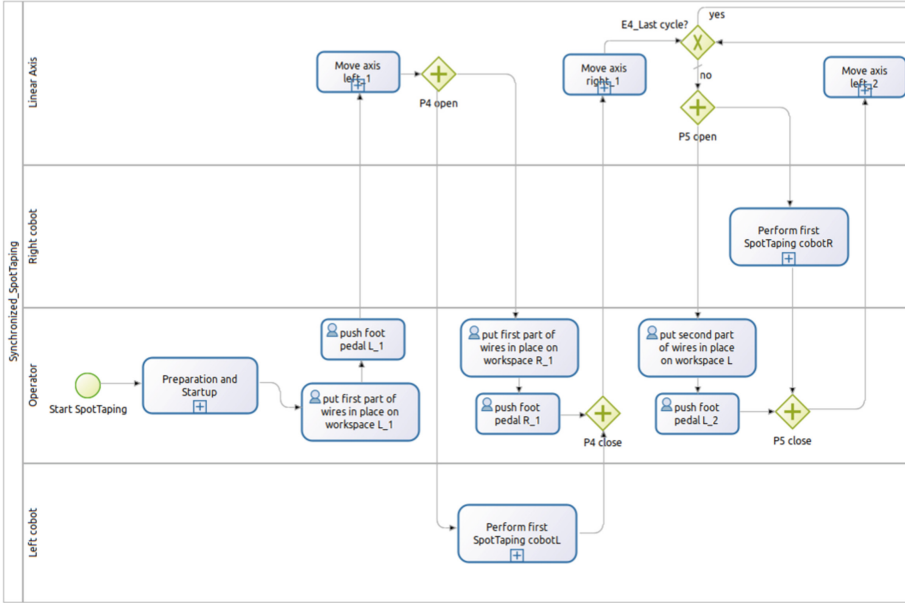 Synchronized_SpotTaping
Linear Axis
Move axis
left_1
P4 open
Move axis
right_1
E4_Last cycle?
yes
no
P5 open
Move axis
left_2
Right cobot
Perform first
SpotTaping cobotR
Operator
Start SpotTaping
Preparation and
Startup
push foot
pedal L_1
put first part of
wires in place on
workspace L_1
put first part of
wires in place on
workspace R_1
push foot
pedal R_1
P4 close
put second part
of wires in place
on workspace L
push foot
pedal L_2
P5 close
Left cobot
Perform first
SpotTaping cobotL